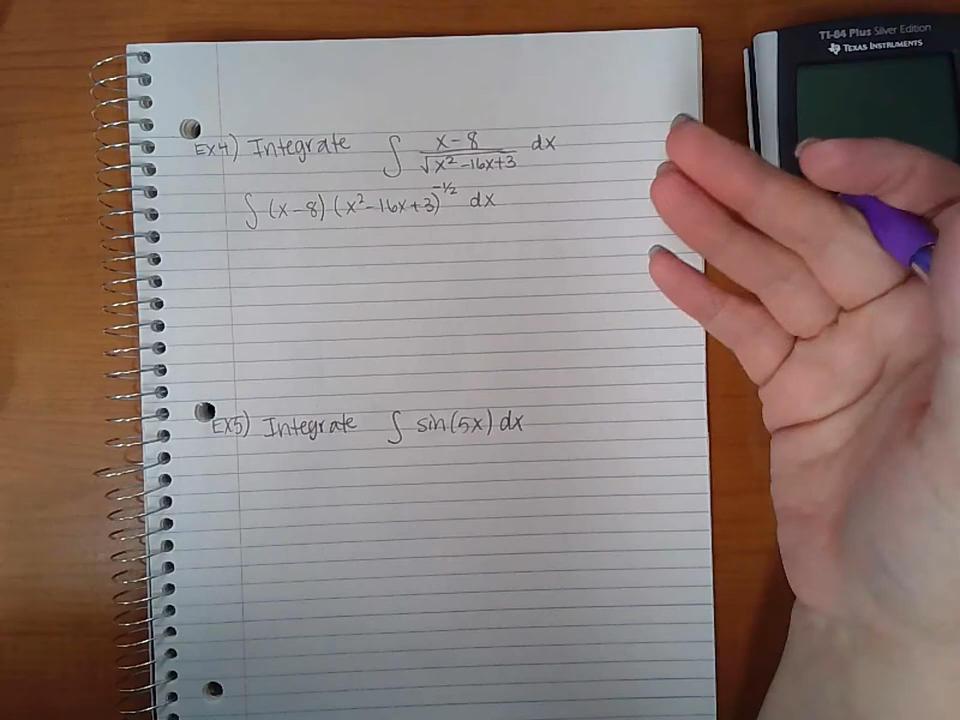 TI-84 Plus Silver Edition
TEXAS INSTRUMENTS
EX4) Integrate ∫ (x-8)/√(x²-16x+3) dx
∫ (x-8) (x²-16x+3)^(-1/2) dx
EX5) Integrate ∫ sin(5x) dx